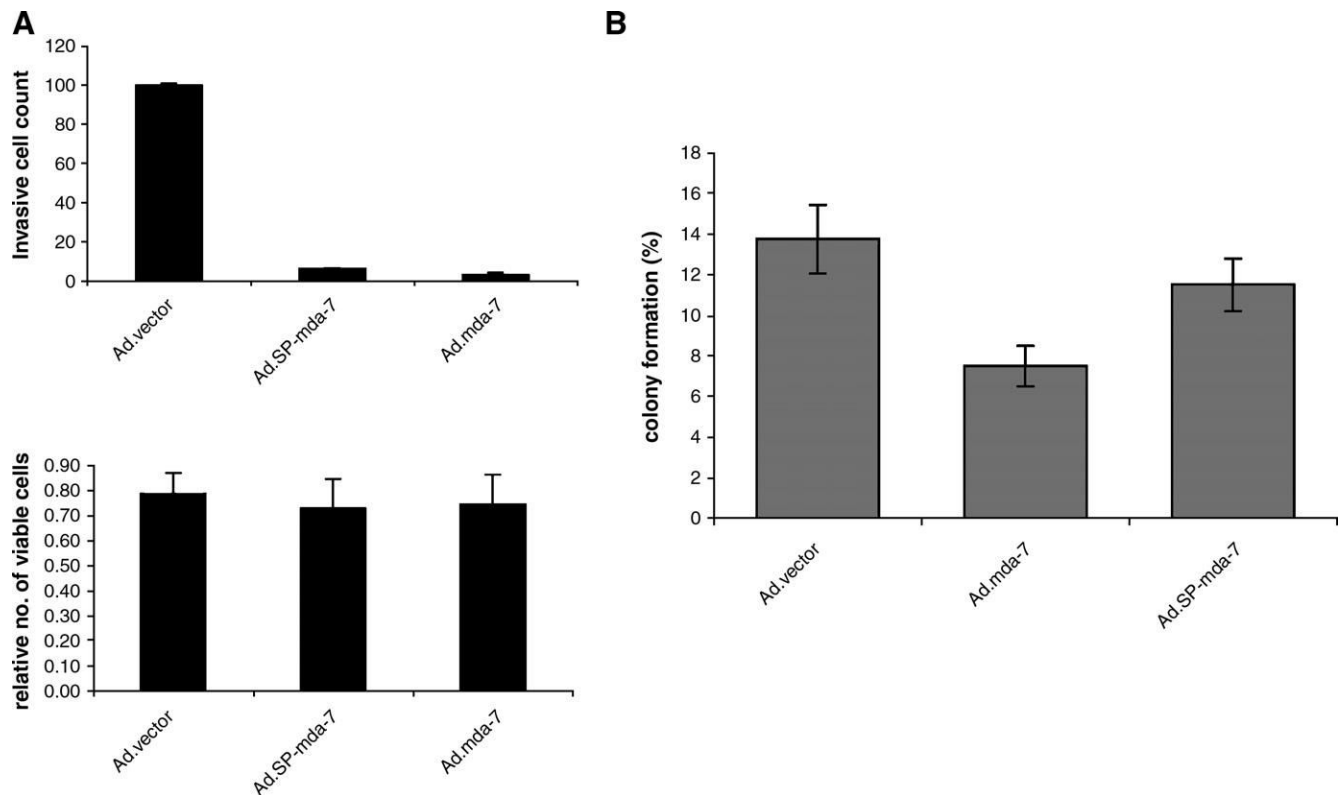 A
Invasive cell count
120
100
80
60
40
20
0
Ad.vector
Ad.SP-mda-7
Ad.mda-7
relative no. of viable cells
0.90
0.80
0.70
0.60
0.50
0.40
0.30
0.20
0.10
0.00
Ad.vector
Ad.SP-mda-7
Ad.mda-7
B
colony formation (%)
18
16
14
12
10
8
6
4
2
0
Ad.vector
Ad.mda-7
Ad.SP-mda-7